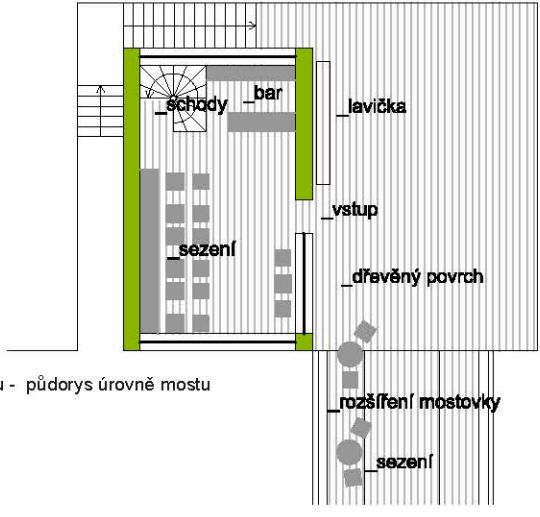 _schody
_bar
_lavička
_vstup
_sezení
_dřevěný povrch
- půdorys úrovně mostu
_rozšíření mostovky
_sezení